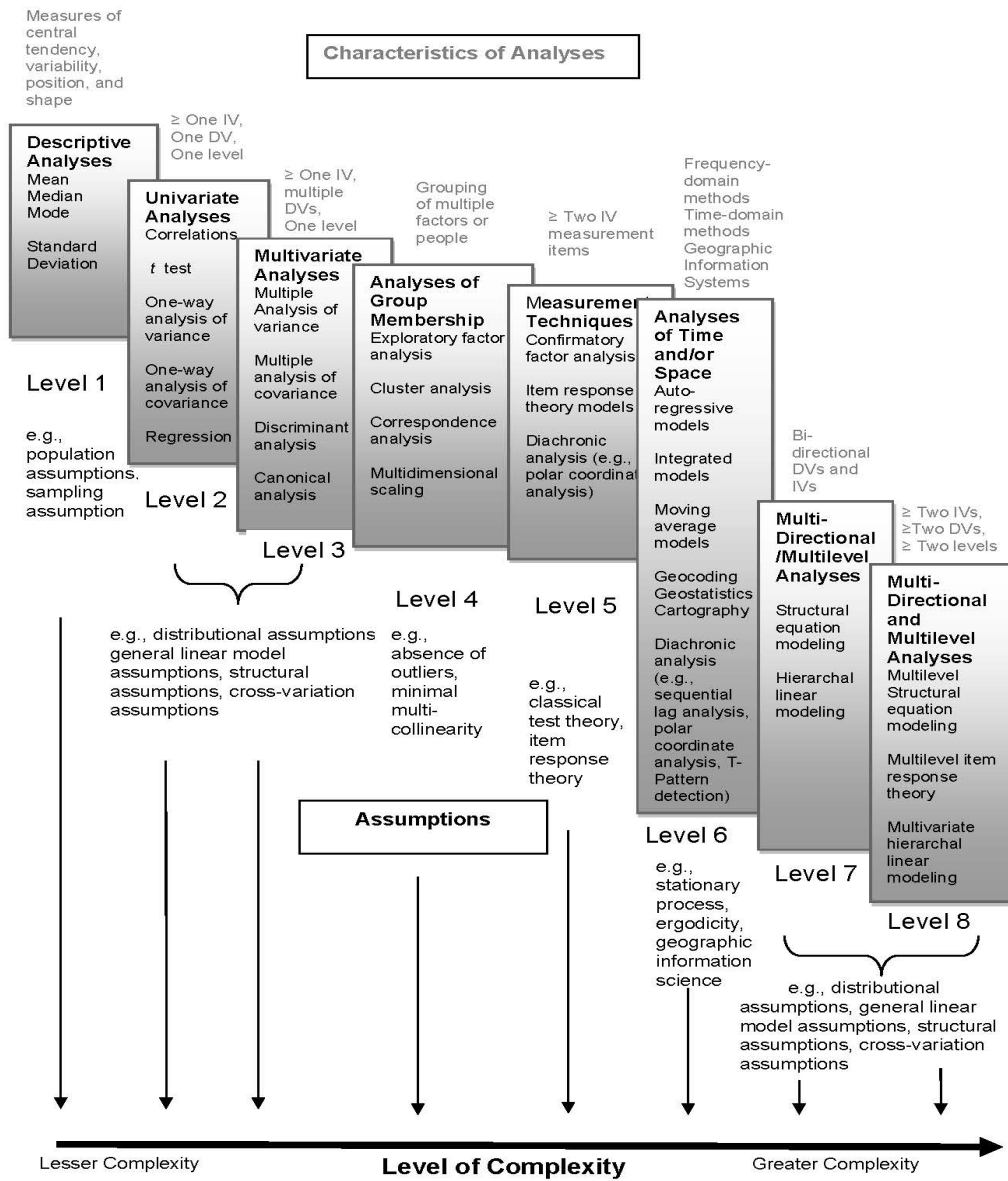 Measures of
central
tendency,
variability,
position, and
shape
Characteristics of Analyses
Descriptive
Analyses
Mean
Median
Mode
Standard
Deviation
Level 1
e.g.,
population
assumptions,
sampling
assumption
≥ One IV,
One DV,
One level
Univariate
Analyses
Correlations
t test
One-way
analysis of
variance
One-way
analysis of
covariance
Regression
Level 2
≥ One IV,
multiple
DVs,
One level
Multivariate
Analyses
Multiple
Analysis of
variance
Multiple
analysis of
covariance
Discriminant
analysis
Canonical
analysis
Level 3
e.g., distributional assumptions
general linear model
assumptions, structural
assumptions, cross-variation
assumptions
Grouping
of multiple
factors or
people
Analyses of
Group
Membership
Exploratory factor
analysis
Cluster analysis
Correspondence
analysis
Multidimensional
scaling
Level 4
e.g.,
absence of
outliers,
minimal
multi-
collinearity
≥ Two IV
measurement
items
Measurement
Techniques
Confirmatory
factor analysis
Item response
theory models
Diachronic
analysis (e.g.,
polar coordinat
analysis)
Level 5
e.g.,
classical
test theory,
item
response
theory
Frequency-
domain
methods
Time-domain
methods
Geographic
Information
Systems
Analyses
of Time
and/or
Space
Auto-
regressive
models
Integrated
models
Moving
average
models
Geocoding
Geostatistics
Cartography
Diachronic
analysis
(e.g.,
sequential
lag analysis,
polar
coordinate
analysis, T-
Pattern
detection)
Level 6
e.g.,
stationary
process,
ergodicity,
geographic
information
science
Bi-
directional
DVs and
IVs
Multi-
Directional
/Multilevel
Analyses
Structural
equation
modeling
Hierarchal
linear
modeling
Level 7
≥ Two IVs,
≥Two DVs,
≥ Two levels
Multi-
Directional
and
Multilevel
Analyses
Multilevel
Structural
equation
modeling
Multilevel item
response
theory
Multivariate
hierarchal
linear
modeling
Level 8
e.g., distributional
assumptions, general linear
model assumptions, structural
assumptions, cross-variation
assumptions
Assumptions
Lesser Complexity
Level of Complexity
Greater Complexity